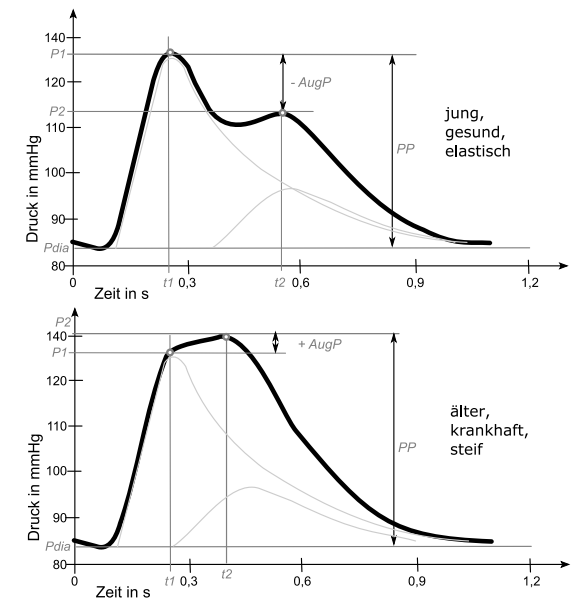 140
P1
120
P2
110
100
90
Pdia
80
Druck in mmHg
- AugP
PP
jung,
gesund,
elastisch
0
t1
0,3
t2
0,6
0,9
1,2
Zeit in s
P2
140
P1
120
110
100
90
Pdia
80
Druck in mmHg
+ AugP
PP
älter,
krankhaft,
steif
0
t1
0,3
t2
0,6
0,9
1,2
Zeit in s